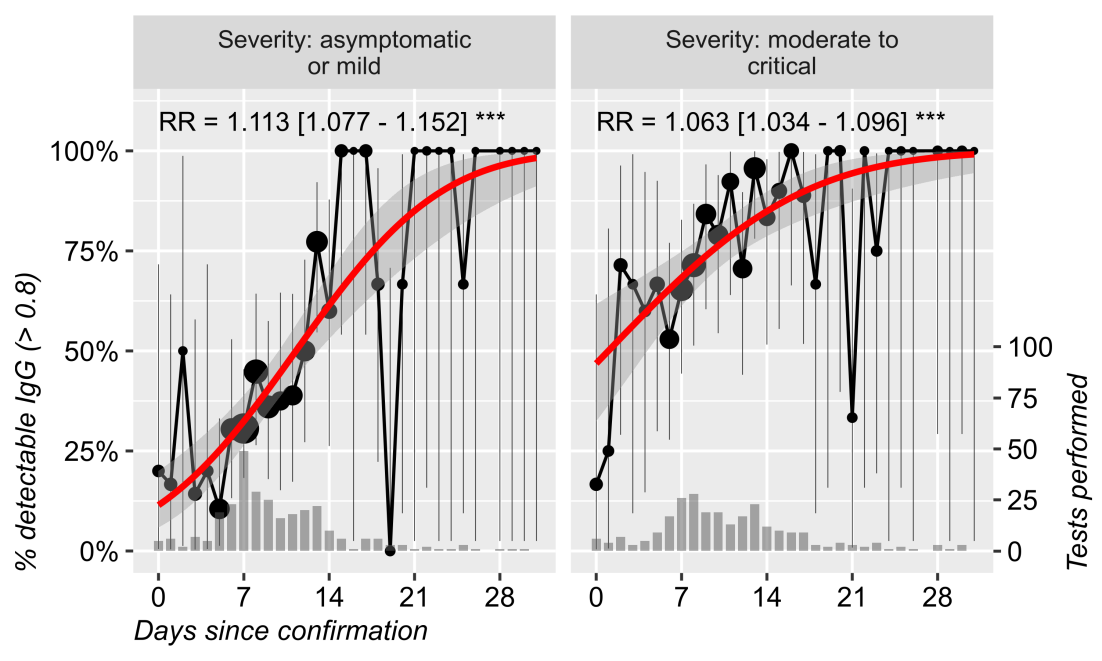 Severity: asymptomatic
or mild
Severity: moderate to
critical
RR = 1.113 [1.077 - 1.152] ***
RR = 1.063 [1.034 - 1.096] ***
100%
75%
50%
25%
0%
% detectable IgG (> 0.8)
100
75
50
25
0
Tests performed
0 7 14 21 28
0 7 14 21 28
Days since confirmation